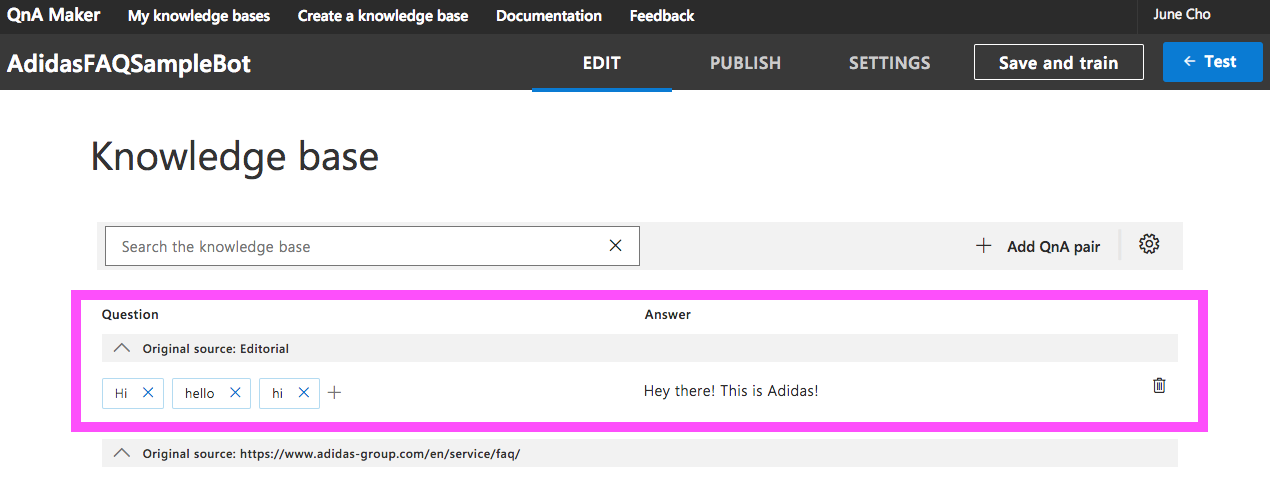 QnA Maker My knowledge bases Create a knowledge base Documentation Feedback June Cho
AdidasFAQSampleBot EDIT PUBLISH SETTINGS Save and train ← Test
Knowledge base
Search the knowledge base Add QnA pair
Question Answer
Original source: Editorial
Hi hello hi Hey there! This is Adidas!
Original source: https://www.adidas-group.com/en/service/faq/